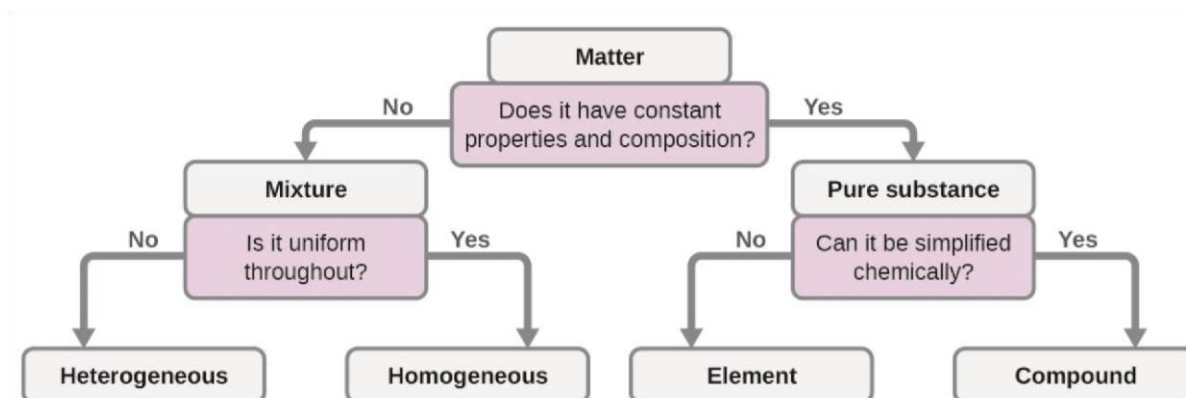 Matter
No
Does it have constant
properties and composition?
Yes
Mixture
Pure substance
No
Is it uniform
throughout?
Yes
No
Can it be simplified
chemically?
Yes
Heterogeneous
Homogeneous
Element
Compound